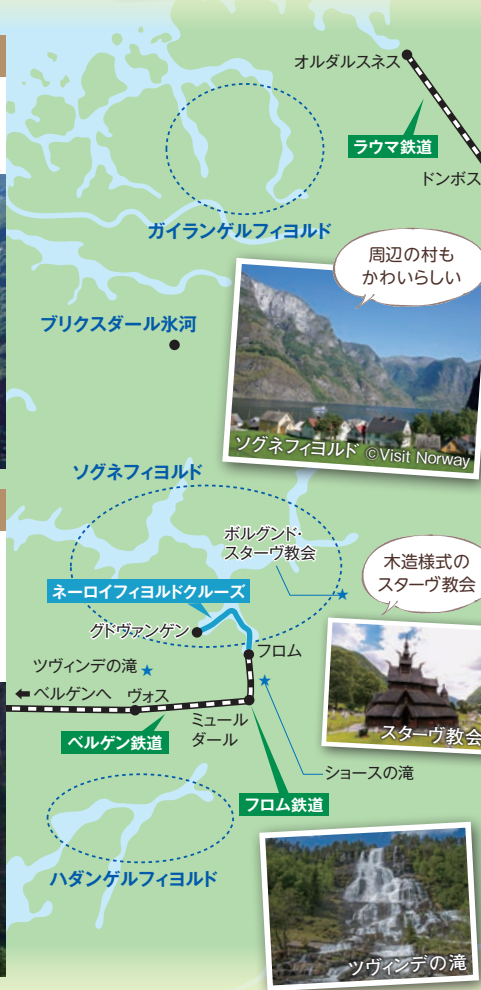 オルダルスネス
ラウマ鉄道
ドンボス
ガイランゲルフィヨルド
周辺の村も
かわいらしい
ブリクスダール氷河
ソグネフィヨルド ©Visit Norway
ソグネフィヨルド
ボルグンド・
スターヴ教会
木造様式の
スターヴ教会
ネーロイフィヨルドクルーズ
グドヴァンゲン
フロム
ツヴィンデの滝
←ベルゲンへ
ヴォス
ミュール
ダール
スターヴ教会
ベルゲン鉄道
ショースの滝
フロム鉄道
ハダンゲルフィヨルド
ツヴィンデの滝